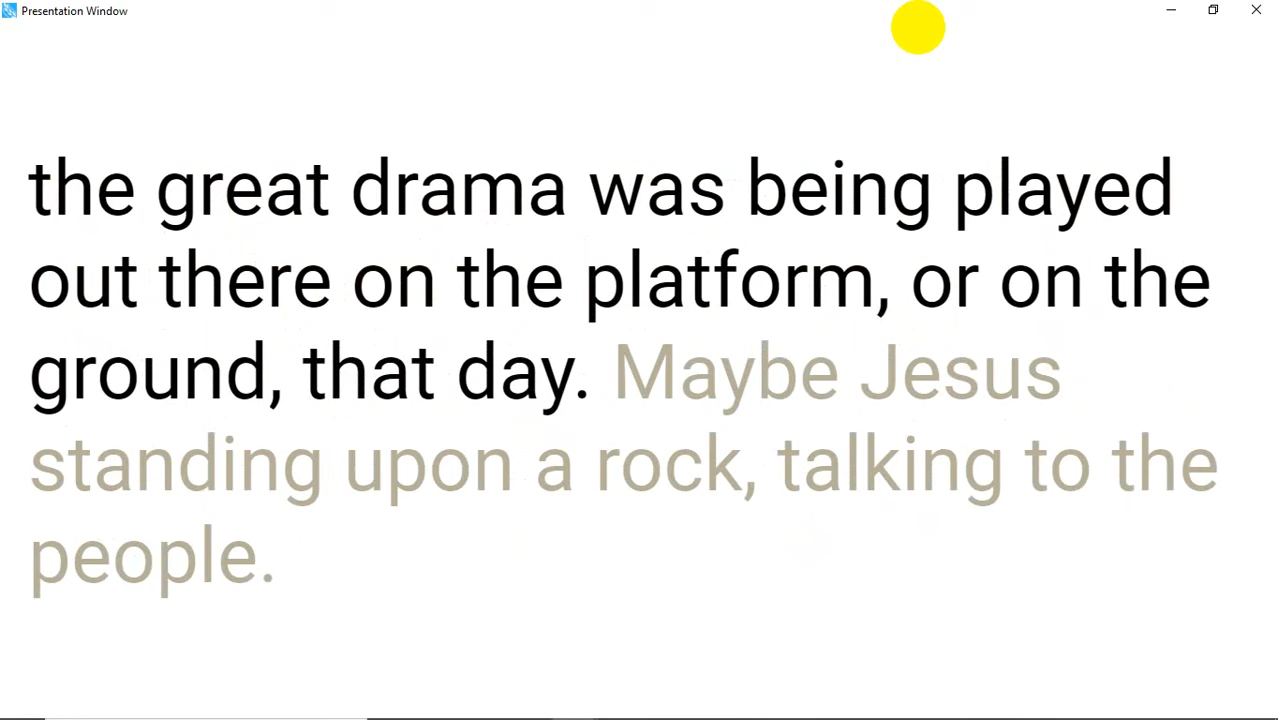 Presentation Window
the great drama was being played
out there on the platform, or on the
ground, that day. Maybe Jesus
standing upon a rock, talking to the
people.